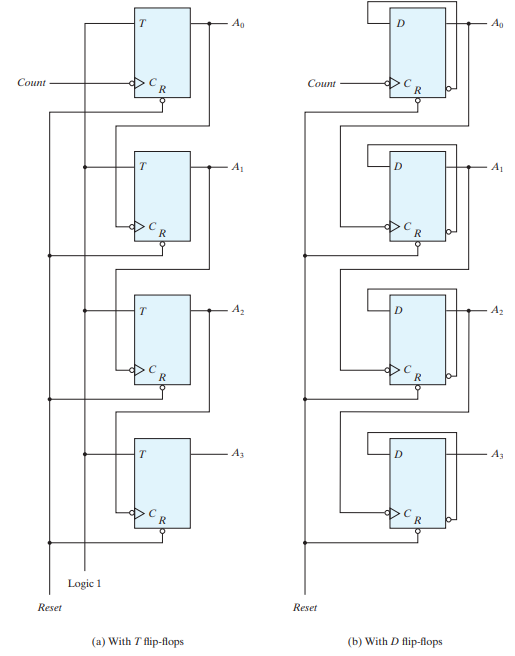 T
A0
Count
C
R
T
A1
C
R
T
A2
C
R
T
A3
C
R
Logic 1
Reset
(a) With T flip-flops
D
A0
Count
C
R
D
A1
C
R
D
A2
C
R
D
A3
C
R
Reset
(b) With D flip-flops